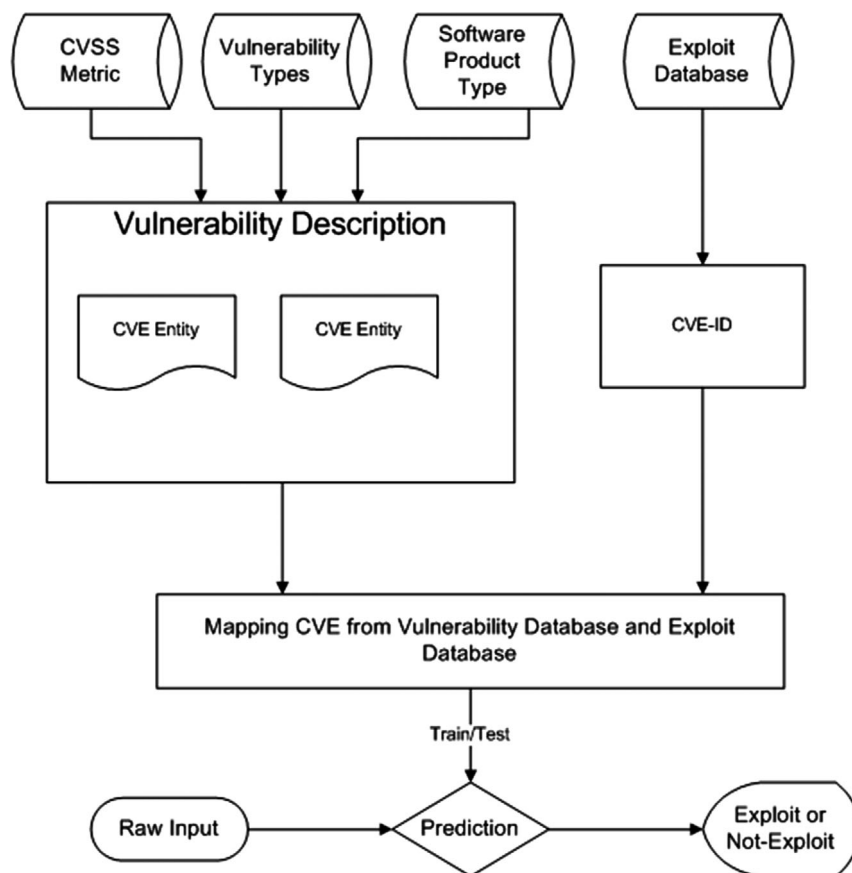 CVSS
Metric
Vulnerability
Types
Software
Product
Type
Exploit
Database
Vulnerability Description
CVE Entity
CVE Entity
CVE-ID
Mapping CVE from Vulnerability Database and Exploit
Database
Train/Test
Raw Input
Prediction
Exploit or
Not-Exploit